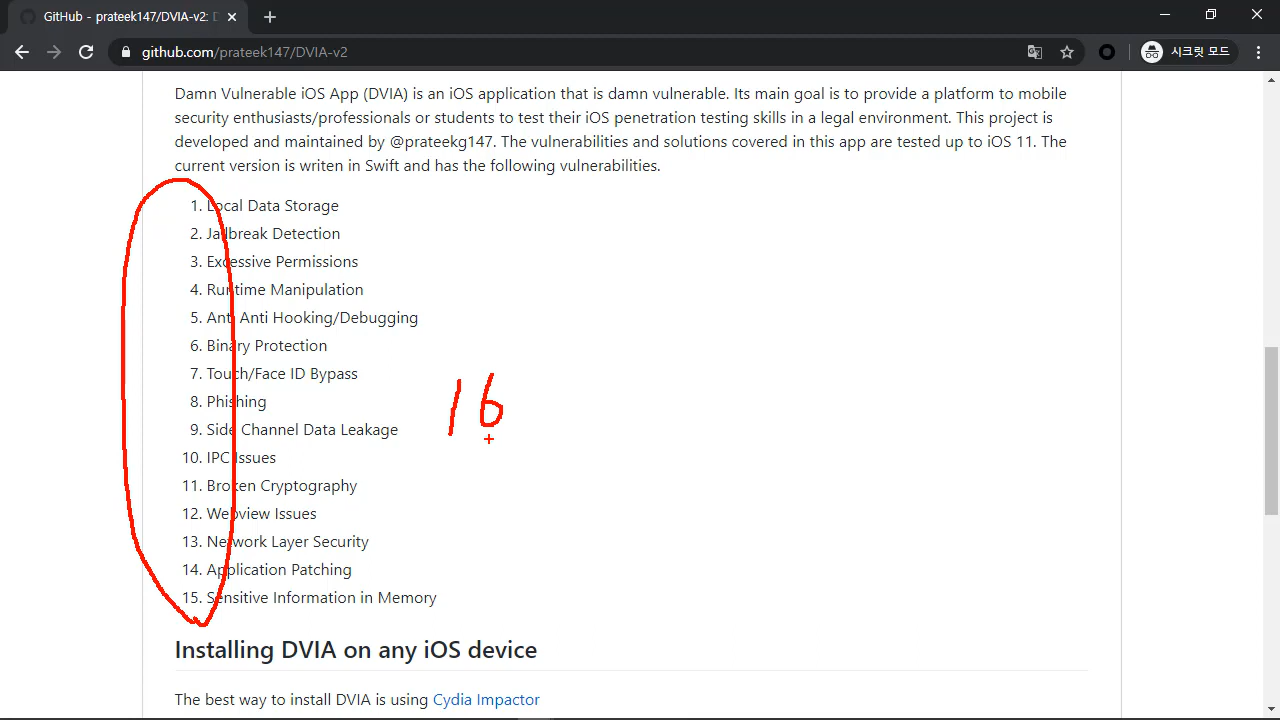 GitHub - prateek147/DVIA-v2: D
github.com/prateek147/DVIA-v2
시크릿 모드
Damn Vulnerable iOS App (DVIA) is an iOS application that is damn vulnerable. Its main goal is to provide a platform to mobile
security enthusiasts/professionals or students to test their iOS penetration testing skills in a legal environment. This project is
developed and maintained by @prateekg147. The vulnerabilities and solutions covered in this app are tested up to iOS 11. The
current version is writen in Swift and has the following vulnerabilities.
1. Local Data Storage
2. Jailbreak Detection
3. Excessive Permissions
4. Runtime Manipulation
5. Anti Anti Hooking/Debugging
6. Binary Protection
7. Touch/Face ID Bypass
8. Phishing
9. Side Channel Data Leakage
10. IPC Issues
11. Broken Cryptography
12. Webview Issues
13. Network Layer Security
14. Application Patching
15. Sensitive Information in Memory
16
Installing DVIA on any iOS device
The best way to install DVIA is using Cydia Impactor